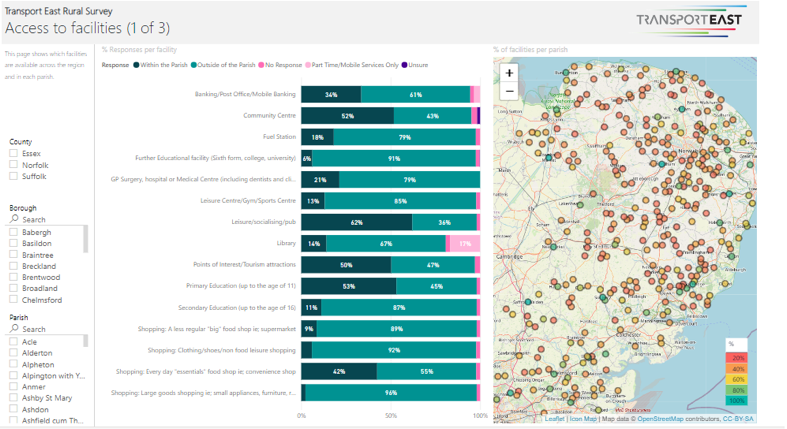 Transport East Rural Survey
Access to facilities (1 of 3)
TRANSPORTEAST
This page shows which facilities
are available across the region
and in each parish.
County
Essex
Norfolk
Suffolk
Borough
Search
Babergh
Basildon
Braintree
Breckland
Brentwood
Broadland
Chelmsford
Parish
Search
Acle
Alderton
Alpheton
Alpington with Y...
Anmer
Ashby St Mary
Ashdon
Ashfield cum Th...
% Responses per facility
Response Within the Parish Outside of the Parish No Response Part Time/Mobile Services Only Unsure
Banking/Post Office/Mobile Banking 34% 61%
Community Centre 52% 43%
Fuel Station 18% 79%
Further Educational facility (Sixth form, college, university) 6% 91%
GP Surgery, hospital or Medical Centre (including dentists and cli... 21% 79%
Leisure Centre/Gym/Sports Centre 13% 85%
Leisure/socialising/pub 62% 36%
Library 14% 67% 17%
Points of Interest/Tourism attractions 50% 47%
Primary Education (up to the age of 11) 53% 45%
Secondary Education (up to the age of 16) 11% 87%
Shopping: A less regular 'big' food shop ie; supermarket 9% 89%
Shopping: Clothing/shoes/non food leisure shopping 92%
Shopping: Every day 'essentials' food shop ie; convenience shop 42% 55%
Shopping: Large goods shopping ie; small appliances, furniture, r... 96%
0% 50% 100%
% of facilities per parish
+
−
Cambridge
Colchester
%
20%
40%
60%
80%
100%
Leaflet | Icon Map | Map data © OpenStreetMap contributors, CC-BY-SA